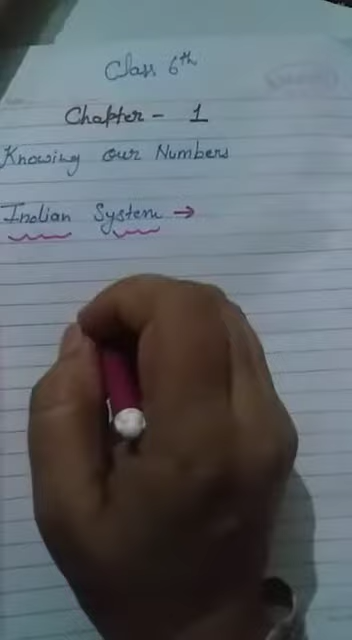 Class 6th
Chapter - 1
Knowing our Numbers
Indian System →